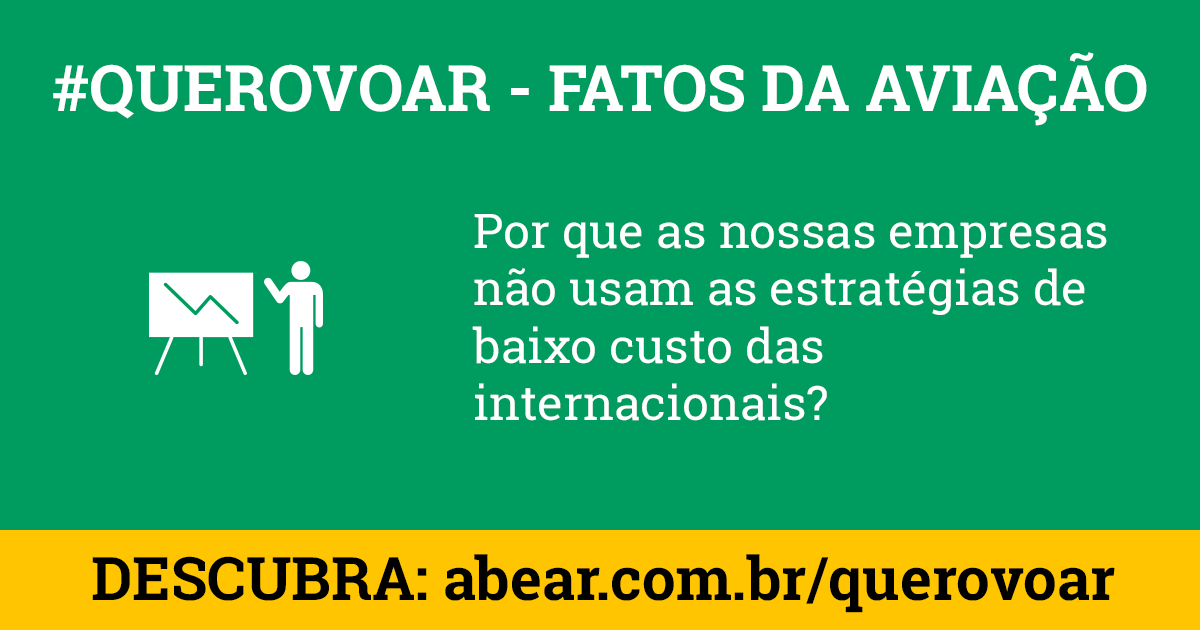 #QUEROVOAR - FATOS DA AVIAÇÃO
Por que as nossas empresas
não usam as estratégias de
baixo custo das
internacionais?
DESCUBRA: abear.com.br/querovoar